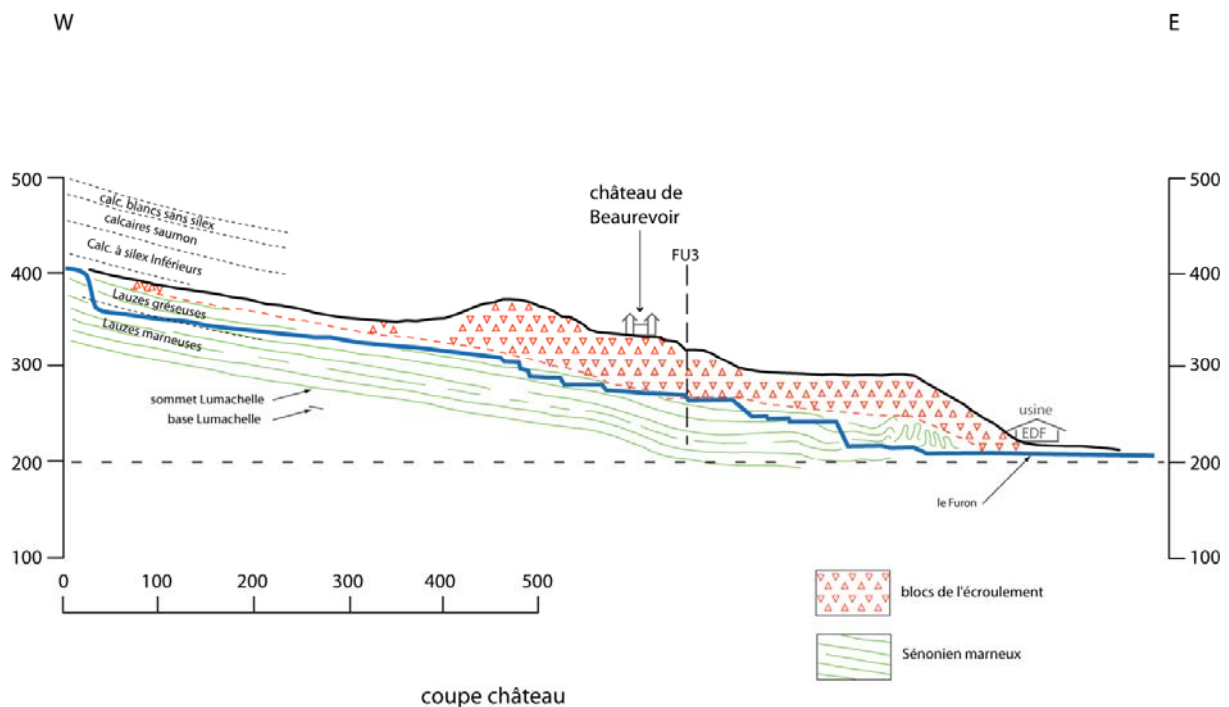 W
E
500
400
300
200
100
calc. blancs sans silex
calcaires saumon
Calc. à silex Inférieurs
Lauzes gréseuses
Lauzes marneuses
sommet Lumachelle
base Lumachelle
château de
Beaurevoir
FU3
usine
EDF
le Furon
500
400
300
200
100
0
100
200
300
400
500
blocs de l'écroulement
Sénonien marneux
coupe château